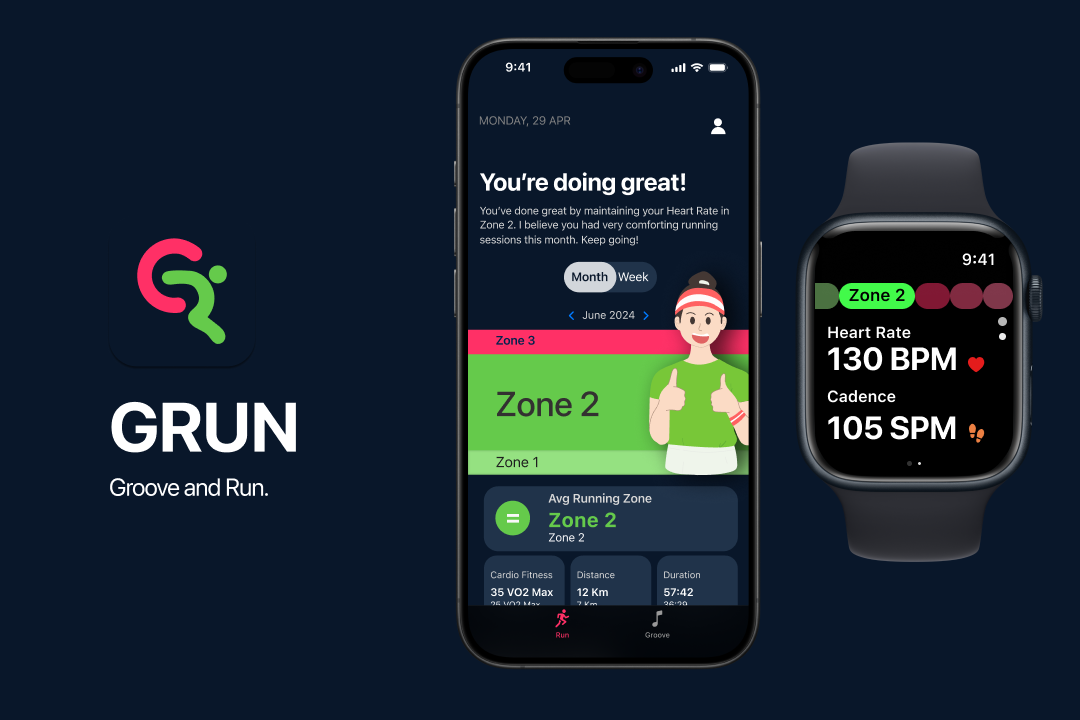 GRUN
Groove and Run.
9:41
MONDAY, 29 APR
You're doing great!
You've done great by maintaining your Heart Rate in
Zone 2. I believe you had very comforting running
sessions this month. Keep going!
Month Week
June 2024
Zone 3
Zone 2
Zone 1
Avg Running Zone
Zone 2
Zone 2
Cardio Fitness
35 VO2 Max
Distance
12 Km
7 Km
Duration
57:42
36:29
Run
Groove
9:41
Zone 2
Heart Rate
130 BPM
Cadence
105 SPM